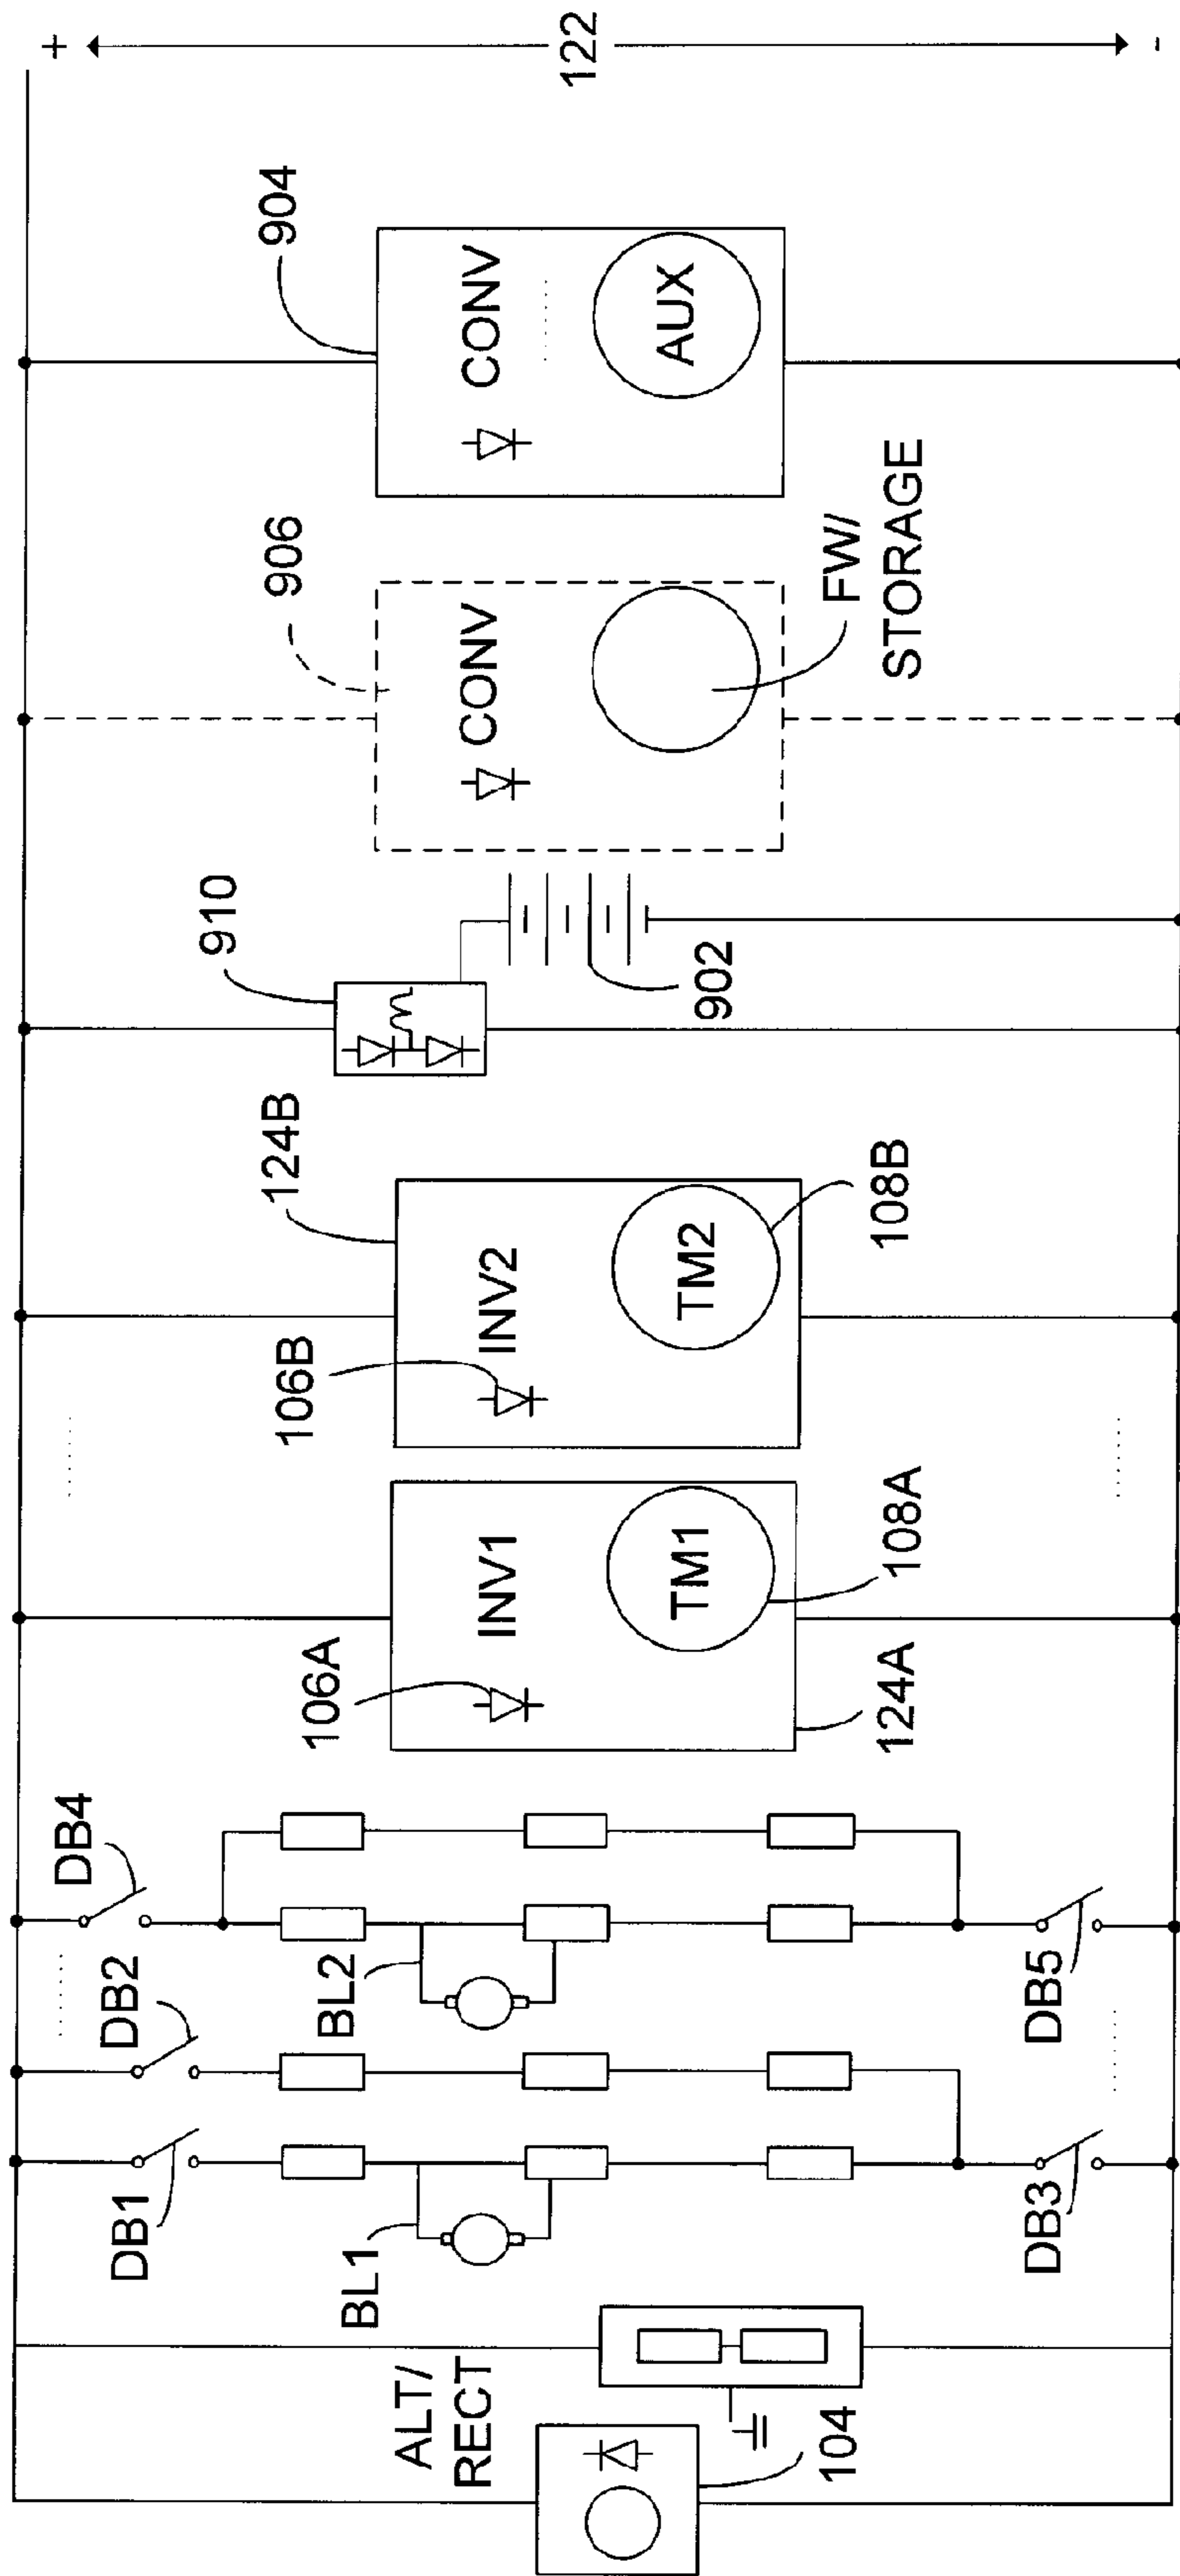 ALT/
RECT
104
BL1
DB1
DB2
DB3
BL2
DB4
DB5
106A
INV1
TM1
108A
124A
106B
INV2
TM2
108B
124B
910
902
906
CONV
FW/
STORAGE
904
CONV
AUX
+
122
-